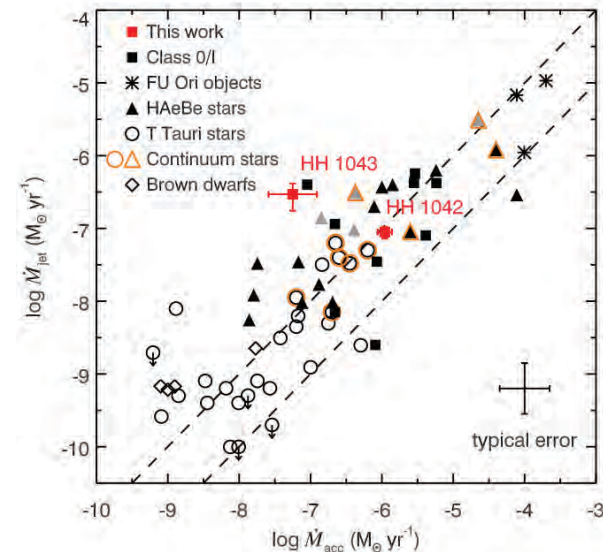 This work
Class 0/I
FU Ori objects
HAeBe stars
T Tauri stars
Continuum stars
Brown dwarfs
HH 1043
HH 1042
typical error
-4
-5
-6
-7
-8
-9
-10
log Ṁjet (M⊙ yr⁻¹)
-10 -9 -8 -7 -6 -5 -4 -3
log Ṁacc (M⊙ yr⁻¹)